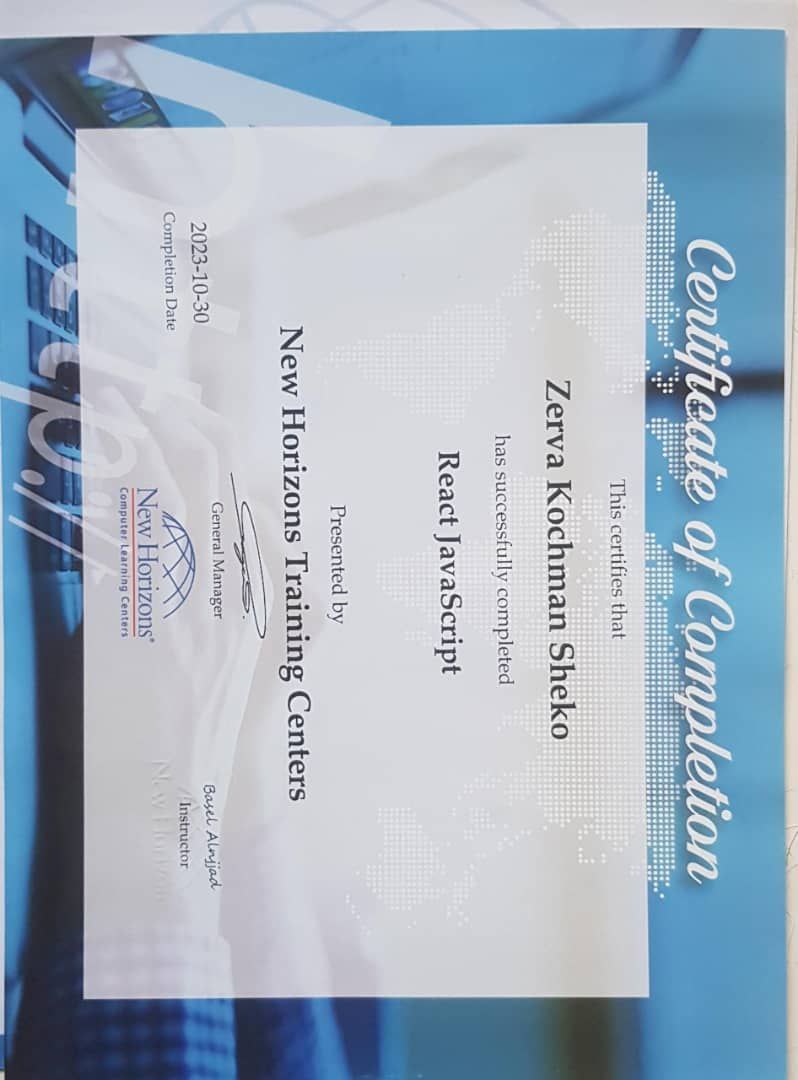 Certificate of Completion
This certifies that
Zerva Kochman Sheko
has successfully completed
React JavaScript
Presented by
New Horizons Training Centers
General Manager
2023-10-30
Completion Date
Basel Alnjjad
Instructor
New Horizons
New Horizons®
Computer Learning Centers
http://